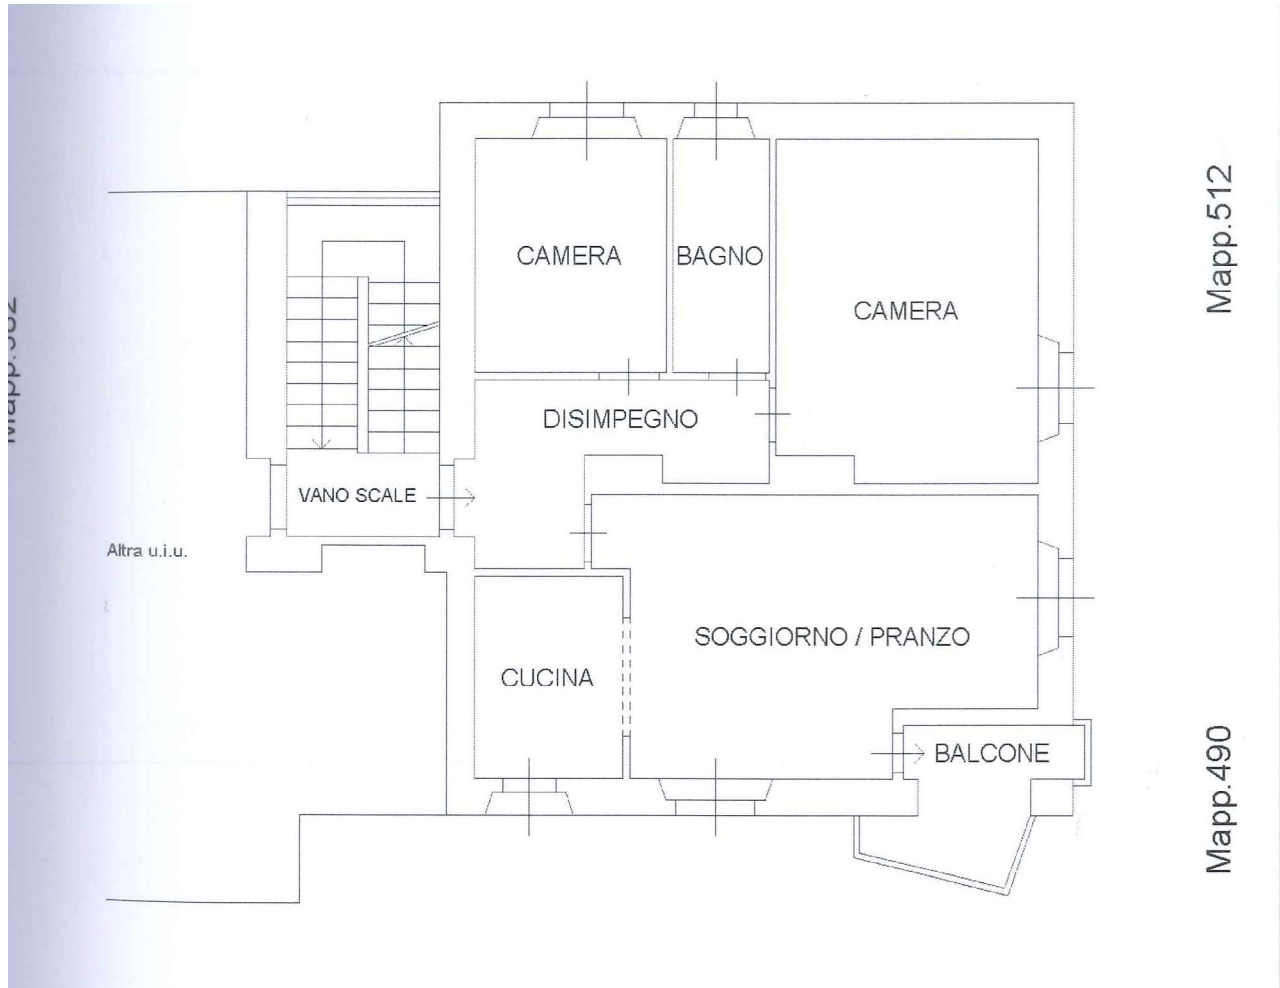 Mapp.512
CAMERA
BAGNO
CAMERA
DISIMPEGNO
VANO SCALE
Altra u.i.u.
SOGGIORNO / PRANZO
CUCINA
BALCONE
Mapp.490